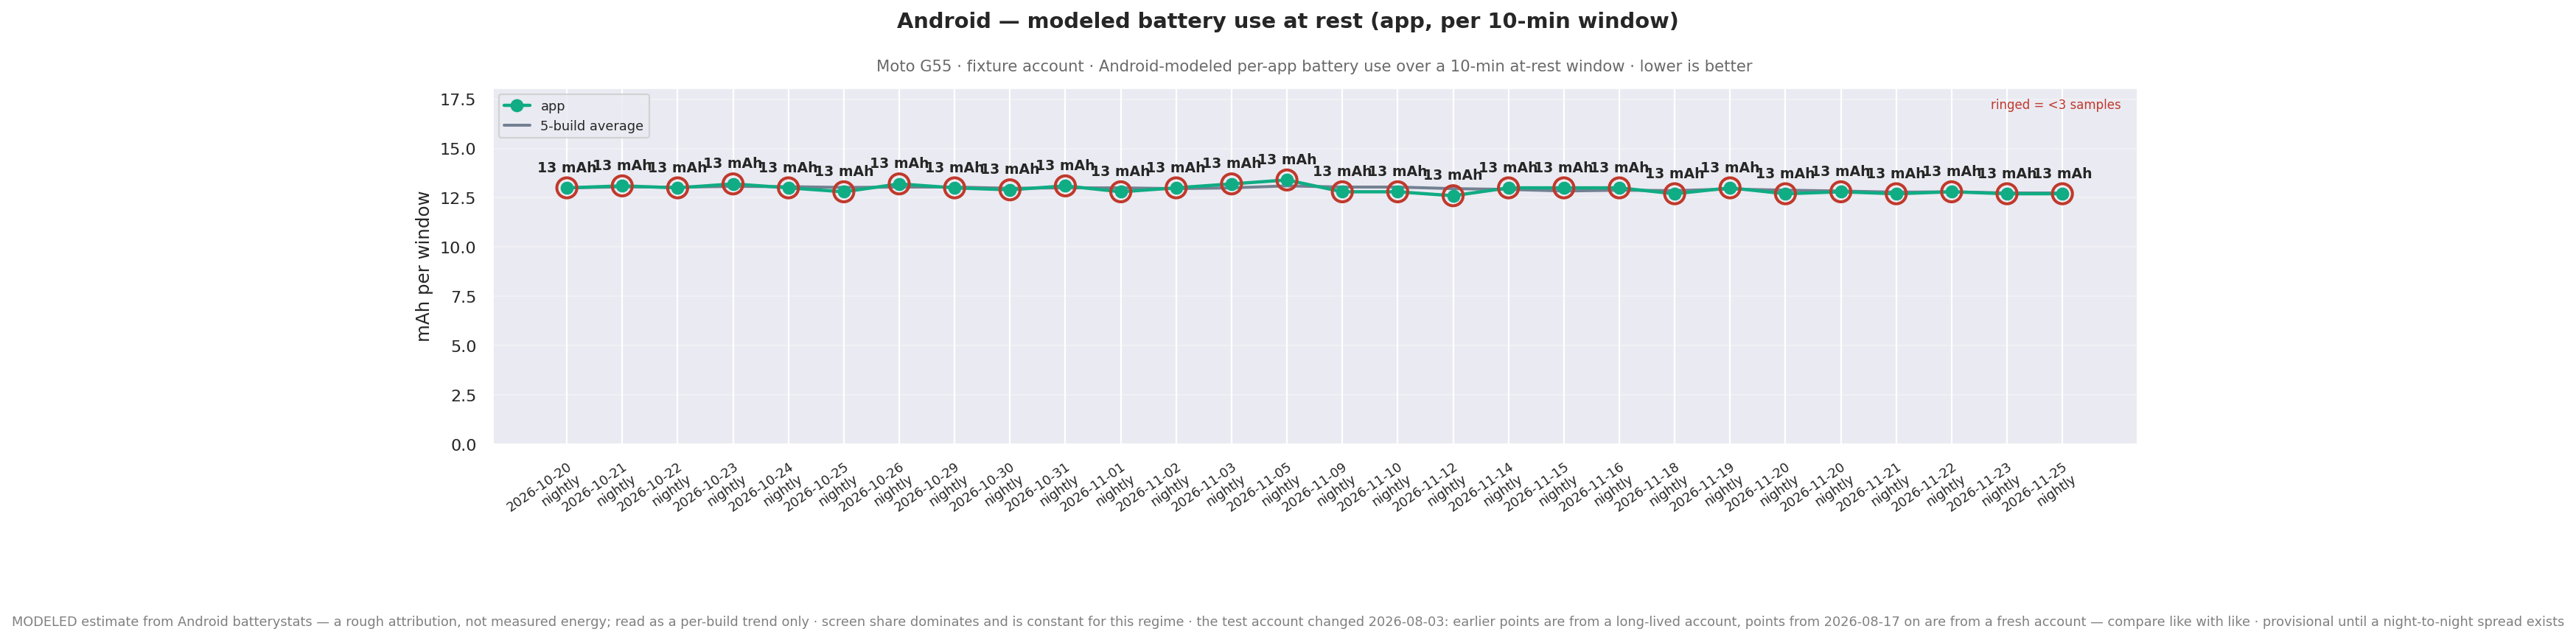 Android — modeled battery use at rest (app, per 10-min window)
Moto G55 · fixture account · Android-modeled per-app battery use over a 10-min at-rest window · lower is better
app
5-build average
ringed = <3 samples
17.5
15.0
12.5
10.0
7.5
5.0
2.5
0.0
mAh per window
13 mAh 13 mAh 13 mAh 13 mAh 13 mAh 13 mAh 13 mAh 13 mAh 13 mAh 13 mAh 13 mAh 13 mAh 13 mAh 13 mAh 13 mAh 13 mAh 13 mAh 13 mAh 13 mAh 13 mAh 13 mAh 13 mAh 13 mAh 13 mAh 13 mAh 13 mAh 13 mAh 13 mAh
2026-10-20 nightly
2026-10-21 nightly
2026-10-22 nightly
2026-10-23 nightly
2026-10-24 nightly
2026-10-25 nightly
2026-10-26 nightly
2026-10-29 nightly
2026-10-30 nightly
2026-10-31 nightly
2026-11-01 nightly
2026-11-02 nightly
2026-11-03 nightly
2026-11-05 nightly
2026-11-09 nightly
2026-11-10 nightly
2026-11-12 nightly
2026-11-14 nightly
2026-11-15 nightly
2026-11-16 nightly
2026-11-18 nightly
2026-11-19 nightly
2026-11-20 nightly
2026-11-20 nightly
2026-11-21 nightly
2026-11-22 nightly
2026-11-23 nightly
2026-11-25 nightly
MODELED estimate from Android batterystats — a rough attribution, not measured energy; read as a per-build trend only · screen share dominates and is constant for this regime · the test account changed 2026-08-03: earlier points are from a long-lived account, points from 2026-08-17 on are from a fresh account — compare like with like · provisional until a night-to-night spread exists